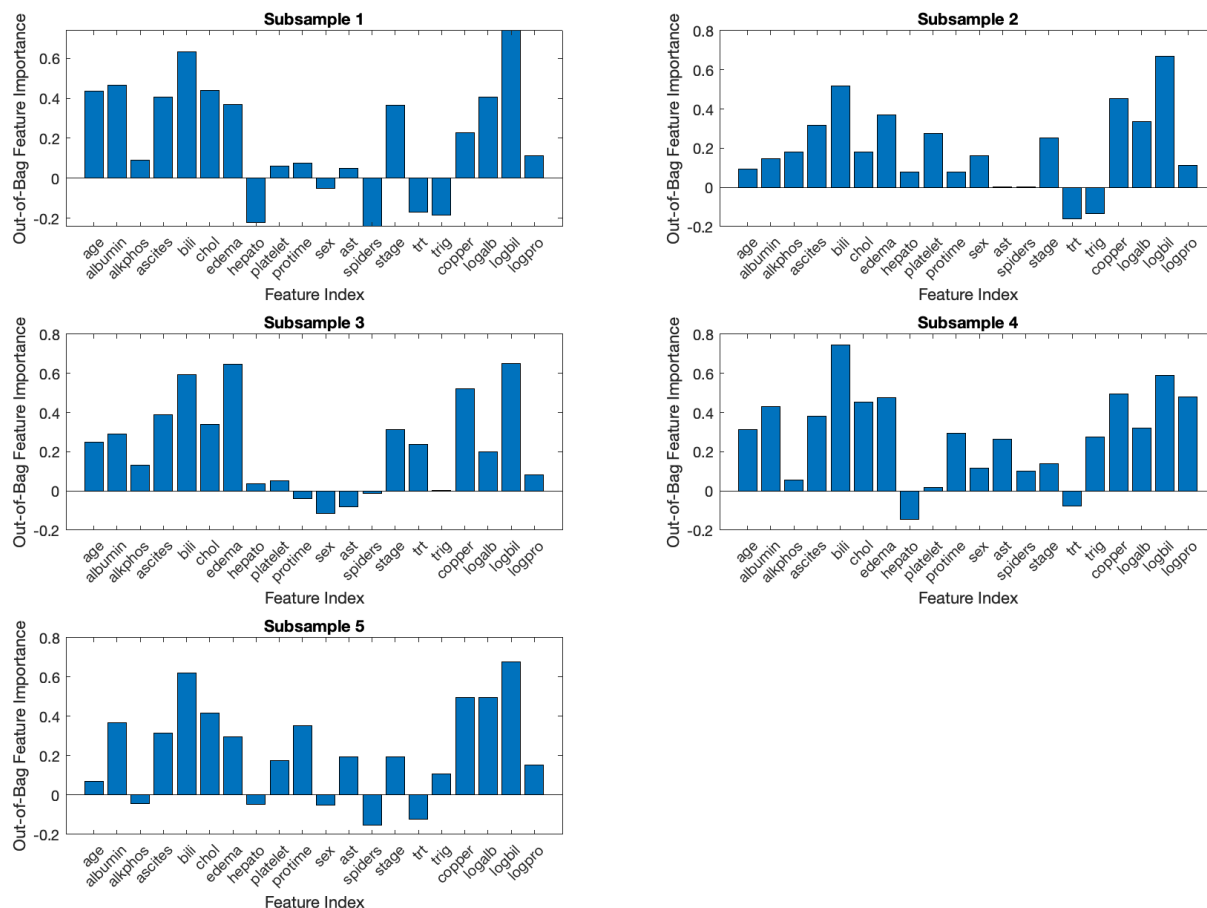 Subsample 1
Out-of-Bag Feature Importance
0.6
0.4
0.2
0
-0.2
age albumin alkphos ascites bili chol edema hepato platelet protime sex ast spiders stage trt trig copper logalb logbil logpro
Feature Index
Subsample 2
Out-of-Bag Feature Importance
0.8
0.6
0.4
0.2
0
-0.2
age albumin alkphos ascites bili chol edema hepato platelet protime sex ast spiders stage trt trig copper logalb logbil logpro
Feature Index
Subsample 3
Out-of-Bag Feature Importance
0.8
0.6
0.4
0.2
0
-0.2
age albumin alkphos ascites bili chol edema hepato platelet protime sex ast spiders stage trt trig copper logalb logbil logpro
Feature Index
Subsample 4
Out-of-Bag Feature Importance
0.8
0.6
0.4
0.2
0
-0.2
age albumin alkphos ascites bili chol edema hepato platelet protime sex ast spiders stage trt trig copper logalb logbil logpro
Feature Index
Subsample 5
Out-of-Bag Feature Importance
0.8
0.6
0.4
0.2
0
-0.2
age albumin alkphos ascites bili chol edema hepato platelet protime sex ast spiders stage trt trig copper logalb logbil logpro
Feature Index